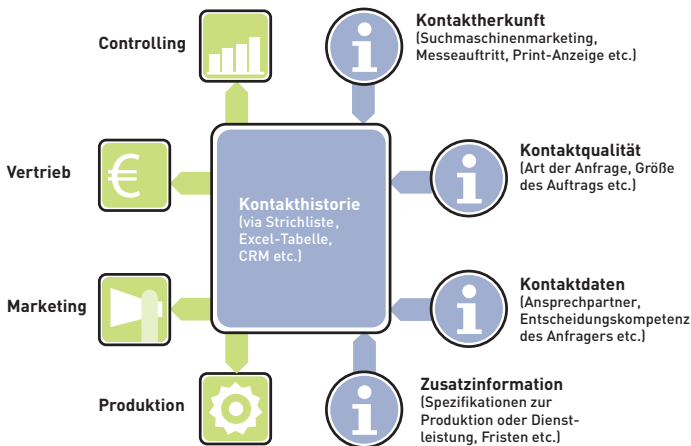 Controlling
Kontaktherkunft
(Suchmaschinenmarketing,
Messeauftritt, Print-Anzeige etc.)
Vertrieb
€
Kontaktqualität
(Art der Anfrage, Größe
des Auftrags etc.)
Kontakthistorie
(via Strichliste,
Excel-Tabelle,
CRM etc.)
Marketing
Kontaktdaten
(Ansprechpartner,
Entscheidungskompetenz
des Anfragers etc.)
Produktion
Zusatzinformation
(Spezifikationen zur
Produktion oder Dienst-
leistung, Fristen etc.)